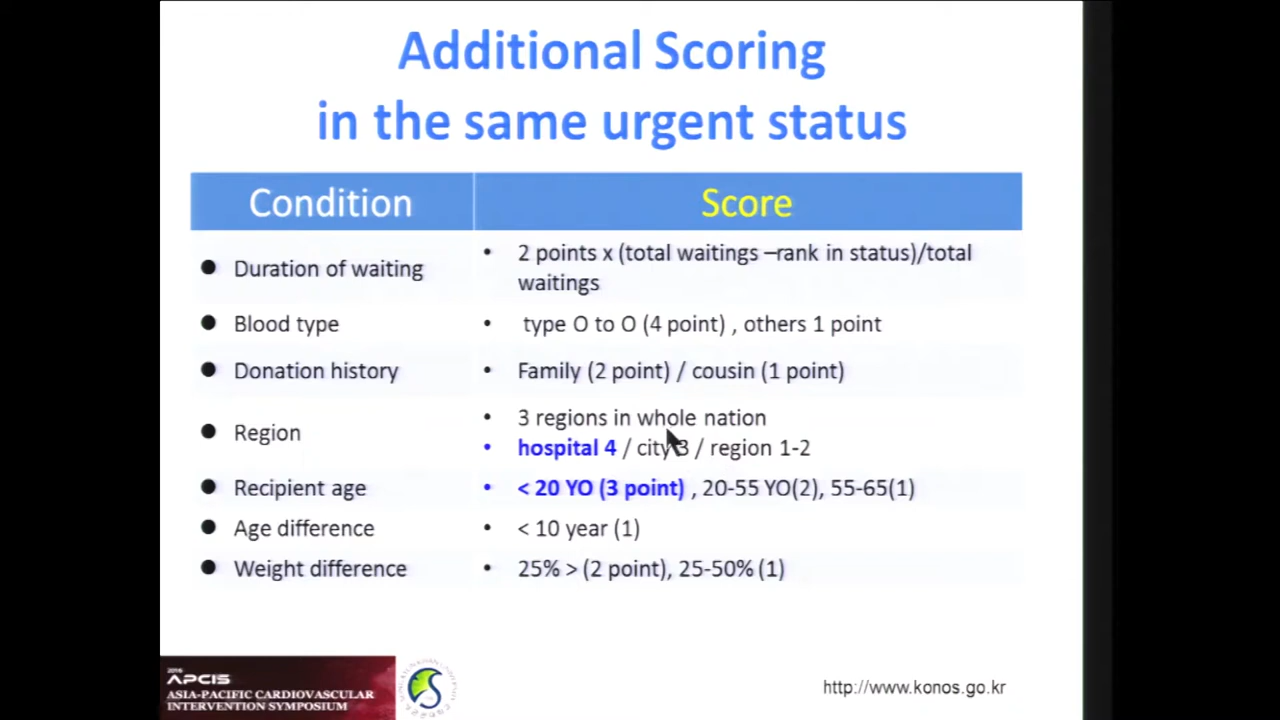 Additional Scoring
in the same urgent status
Condition
Score
● Duration of waiting
• 2 points x (total waitings –rank in status)/total
waitings
● Blood type
• type O to O (4 point) , others 1 point
● Donation history
• Family (2 point) / cousin (1 point)
● Region
• 3 regions in whole nation
• hospital 4 / city 3 / region 1-2
● Recipient age
• < 20 YO (3 point) , 20-55 YO(2), 55-65(1)
● Age difference
• < 10 year (1)
● Weight difference
• 25% > (2 point), 25-50% (1)
2016
APCIS
ASIA-PACIFIC CARDIOVASCULAR
INTERVENTION SYMPOSIUM
http://www.konos.go.kr